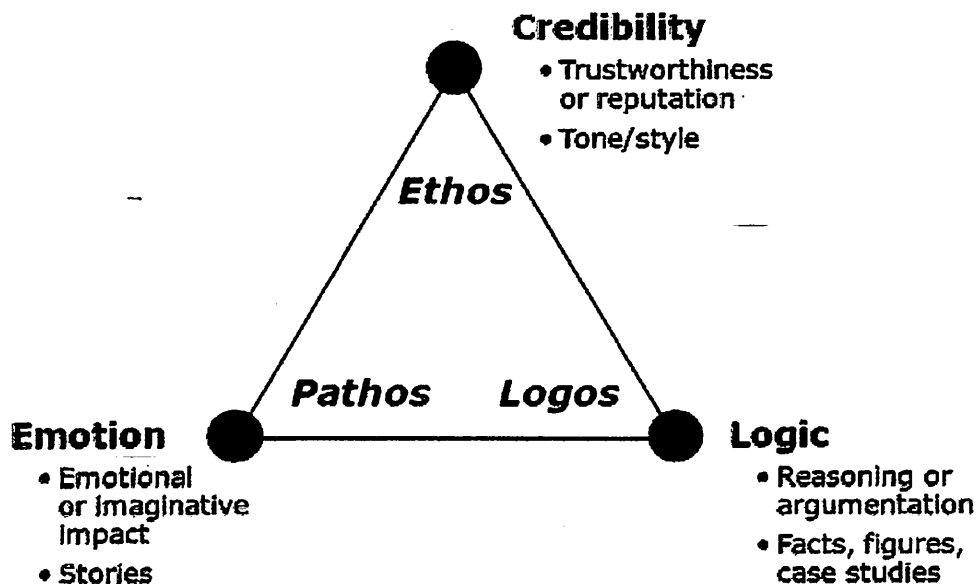 Credibility
• Trustworthiness
or reputation
• Tone/style
Ethos
Pathos
Logos
Emotion
• Emotional
or imaginative
impact
• Stories
Logic
• Reasoning or
argumentation
• Facts, figures,
case studies